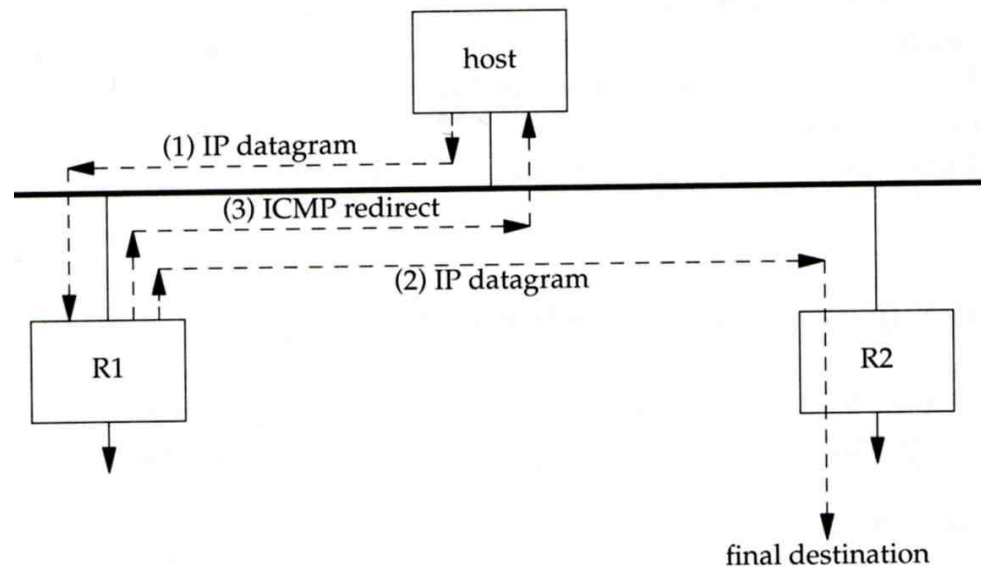 host
(1) IP datagram
(3) ICMP redirect
(2) IP datagram
R1
R2
final destination